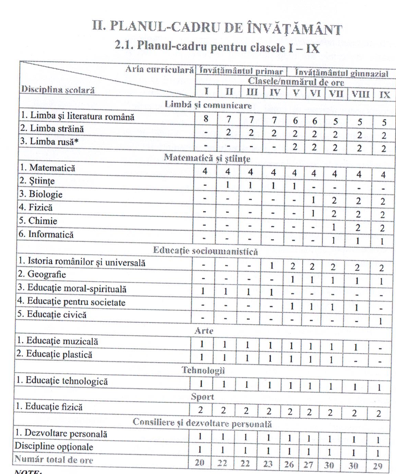 II. PLANUL-CADRU DE ÎNVĂȚĂMÂNT
2.1. Planul-cadru pentru clasele I – IX
Aria curriculară Învățământul primar Învățământul gimnazial
Clasele/numărul de ore
Disciplina școlară I II III IV V VI VII VIII IX
Limbă și comunicare
1. Limba și literatura română 8 7 7 7 6 6 5 5 5
2. Limba străină - 2 2 2 2 2 2 2 2
3. Limba rusă* - - - - 2 2 2 2 2
Matematică și științe
1. Matematică 4 4 4 4 4 4 4 4 4
2. Științe - 1 1 1 1 - - - -
3. Biologie - - - - - 1 2 2 2
4. Fizică - - - - - 1 2 2 2
5. Chimie - - - - - - 1 2 2
6. Informatică - - - - - - 1 1 1
Educație socioumanistică
1. Istoria românilor și universală - - - 1 2 2 2 2 2
2. Geografie - - - - 1 1 1 1 1
3. Educație moral-spirituală 1 1 1 1 - - - - -
4. Educație pentru societate - - - - 1 1 1 1 -
5. Educație civică - - - - - - - - 1
Arte
1. Educație muzicală 1 1 1 1 1 1 1 1 -
2. Educație plastică 1 1 1 1 1 1 1 - -
Tehnologii
1. Educație tehnologică 1 1 1 1 1 1 1 1 1
Sport
1. Educație fizică 2 2 2 2 2 2 2 2 2
Consiliere și dezvoltare personală
1. Dezvoltare personală 1 1 1 1 1 1 1 1 1
Discipline opționale 1 1 1 1 1 1 1 1 1
Număr total de ore 20 22 22 23 26 27 30 30 29
NOTE: